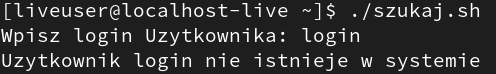 [liveuser@localhost-live ~]$ ./szukaj.sh
Wpisz login Uzytkownika: login
Uzytkownik login nie istnieje w systemie